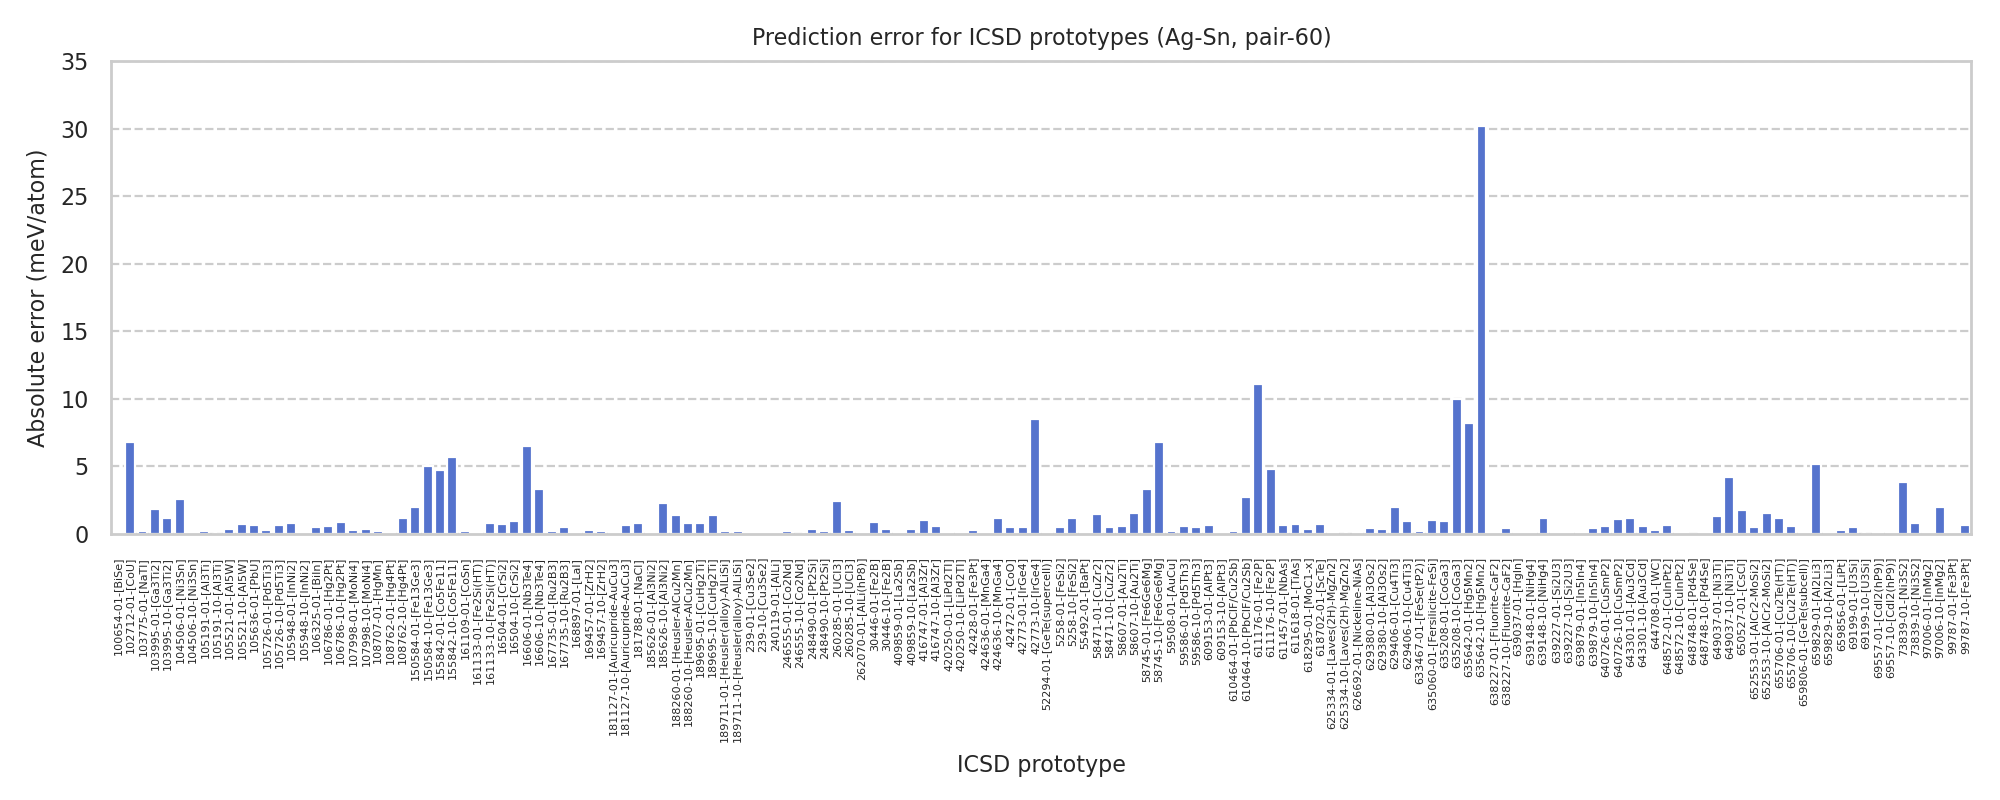 Prediction error for ICSD prototypes (Ag-Sn, pair-60)
Absolute error (meV/atom)
35
30
25
20
15
10
5
0
100654-01-[BiSe]
102712-01-[CoU]
103775-01-[NaTl]
103995-01-[Ga3Ti2]
103995-10-[Ga3Ti2]
104506-01-[Ni3Sn]
104506-10-[Ni3Sn]
105191-01-[Al3Ti]
105191-10-[Al3Ti]
105521-01-[Al5W]
105521-10-[Al5W]
105636-01-[PbU]
105726-01-[Pd5Ti3]
105726-10-[Pd5Ti3]
105948-01-[InNi2]
105948-10-[InNi2]
106325-01-[BiIn]
106786-01-[Hg2Pt]
106786-10-[Hg2Pt]
107998-01-[MoNi4]
107998-10-[MoNi4]
108707-01-[HgMn]
108762-01-[Hg4Pt]
108762-10-[Hg4Pt]
150584-01-[Fe13Ge3]
150584-10-[Fe13Ge3]
155842-01-[Co5Fe11]
155842-10-[Co5Fe11]
161109-01-[CoSn]
161133-01-[Fe2Si(HT)]
161133-10-[Fe2Si(HT)]
16504-01-[CrSi2]
16504-10-[CrSi2]
16606-01-[Nb3Te4]
16606-10-[Nb3Te4]
167735-01-[Ru2B3]
167735-10-[Ru2B3]
168897-01-[LaI]
169457-01-[ZrH2]
169457-10-[ZrH2]
181127-01-[Auricupride-AuCu3]
181127-10-[Auricupride-AuCu3]
181788-01-[NaCl]
185626-01-[Al3Ni2]
185626-10-[Al3Ni2]
188260-01-[Heusler-AlCu2Mn]
188260-10-[Heusler-AlCu2Mn]
189695-01-[CuHg2Ti]
189695-10-[CuHg2Ti]
189711-01-[Heusler(alloy)-AlLiSi]
189711-10-[Heusler(alloy)-AlLiSi]
239-01-[Cu3Se2]
239-10-[Cu3Se2]
240119-01-[AlLi]
246555-01-[Co2Nd]
246555-10-[Co2Nd]
248490-01-[Pt2Si]
248490-10-[Pt2Si]
260285-01-[UCl3]
260285-10-[UCl3]
262070-01-[AlLi(hP8)]
30446-01-[Fe2B]
30446-10-[Fe2B]
409859-01-[La2Sb]
409859-10-[La2Sb]
416747-01-[Al3Zr]
416747-10-[Al3Zr]
420250-01-[LiPd2Tl]
420250-10-[LiPd2Tl]
42428-01-[Fe3Pt]
424636-01-[MnGa4]
424636-10-[MnGa4]
42472-01-[CoO]
42773-01-[IrGe4]
42773-10-[IrGe4]
52294-01-[GeTe(supercell)]
5258-01-[FeSi2]
5258-10-[FeSi2]
55492-01-[BaPt]
58471-01-[CuZr2]
58471-10-[CuZr2]
58607-01-[Au2Ti]
58607-10-[Au2Ti]
58745-01-[Fe6Ge6Mg]
58745-10-[Fe6Ge6Mg]
59508-01-[AuCu]
59586-01-[Pd5Th3]
59586-10-[Pd5Th3]
609153-01-[AlPt3]
609153-10-[AlPt3]
610464-01-[PbClF/Cu2Sb]
610464-10-[PbClF/Cu2Sb]
611176-01-[Fe2P]
611176-10-[Fe2P]
611457-01-[NbAs]
611618-01-[TiAs]
618295-01-[MoC1-x]
618702-01-[ScTe]
625334-01-[Laves(2H)-MgZn2]
625334-10-[Laves(2H)-MgZn2]
626692-01-[Nickeline-NiAs]
629380-01-[Al3Os2]
629380-10-[Al3Os2]
629406-01-[Cu4Ti3]
629406-10-[Cu4Ti3]
633467-01-[FeSe(tP2)]
635060-01-[Fersilicite-FeSi]
635208-01-[CoGa3]
635208-10-[CoGa3]
635642-01-[Hg5Mn2]
635642-10-[Hg5Mn2]
638227-01-[Fluorite-CaF2]
638227-10-[Fluorite-CaF2]
639037-01-[HgIn]
639148-01-[NiHg4]
639148-10-[NiHg4]
639227-01-[Si2U3]
639227-10-[Si2U3]
639879-01-[In5In4]
639879-10-[In5In4]
640726-01-[CuSmP2]
640726-10-[CuSmP2]
643301-01-[Au3Cd]
643301-10-[Au3Cd]
644708-01-[WC]
648572-01-[CuInPt2]
648572-10-[CuInPt2]
648748-01-[Pd4Se]
648748-10-[Pd4Se]
649037-01-[Ni3Ti]
649037-10-[Ni3Ti]
650527-01-[CsCl]
652553-01-[AlCr2-MoSi2]
652553-10-[AlCr2-MoSi2]
655706-01-[Cu2Te(HT)]
655706-10-[Cu2Te(HT)]
659806-01-[GeTe(subcell)]
659829-01-[Al2Li3]
659829-10-[Al2Li3]
659856-01-[LiPt]
69199-01-[U3Si]
69199-10-[U3Si]
69557-01-[CdI2(hP9)]
69557-10-[CdI2(hP9)]
73839-01-[Ni3S2]
73839-10-[Ni3S2]
97006-01-[InMg2]
97006-10-[InMg2]
99787-01-[Fe3Pt]
99787-10-[Fe3Pt]
ICSD prototype